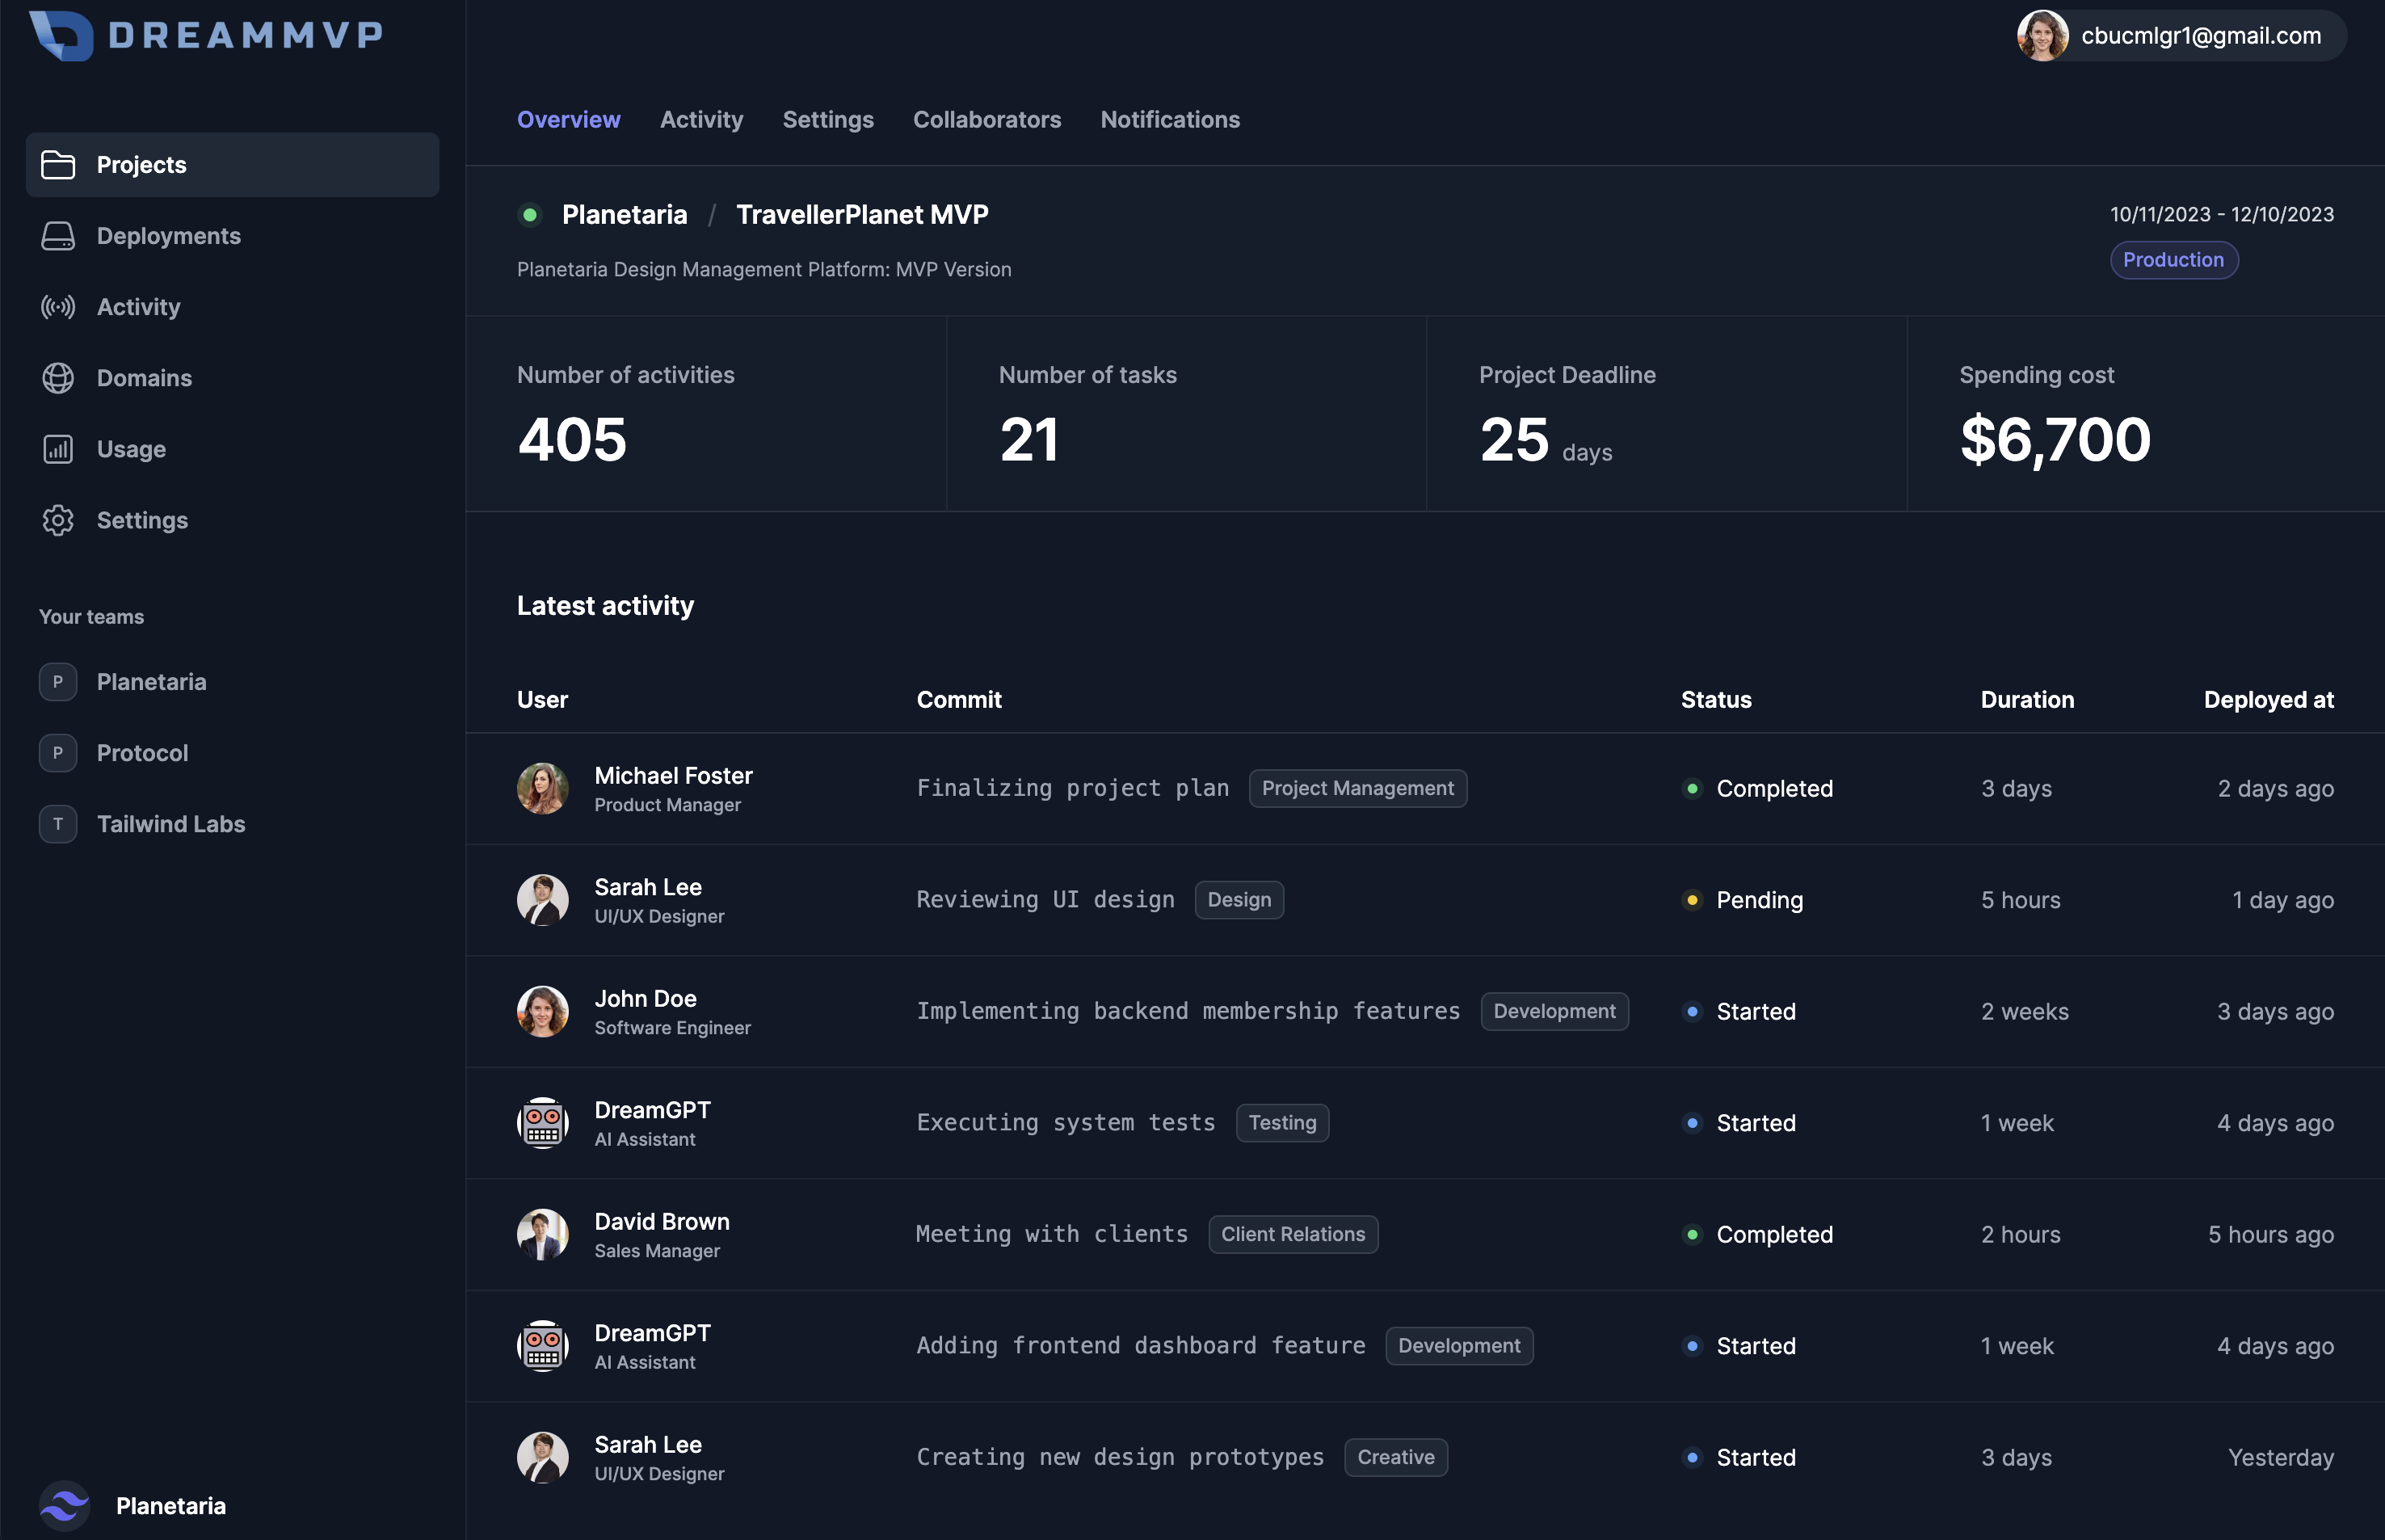 DREAMMVP
cbucmlgr1@gmail.com
Projects
Deployments
Activity
Domains
Usage
Settings
Your teams
P Planetaria
P Protocol
T Tailwind Labs
Planetaria
Overview Activity Settings Collaborators Notifications
Planetaria / TravellerPlanet MVP
10/11/2023 - 12/10/2023
Planetaria Design Management Platform: MVP Version
Production
Number of activities
405
Number of tasks
21
Project Deadline
25 days
Spending cost
$6,700
Latest activity
User Commit Status Duration Deployed at
Michael Foster
Product Manager
Finalizing project plan Project Management Completed 3 days 2 days ago
Sarah Lee
UI/UX Designer
Reviewing UI design Design Pending 5 hours 1 day ago
John Doe
Software Engineer
Implementing backend membership features Development Started 2 weeks 3 days ago
DreamGPT
AI Assistant
Executing system tests Testing Started 1 week 4 days ago
David Brown
Sales Manager
Meeting with clients Client Relations Completed 2 hours 5 hours ago
DreamGPT
AI Assistant
Adding frontend dashboard feature Development Started 1 week 4 days ago
Sarah Lee
UI/UX Designer
Creating new design prototypes Creative Started 3 days Yesterday